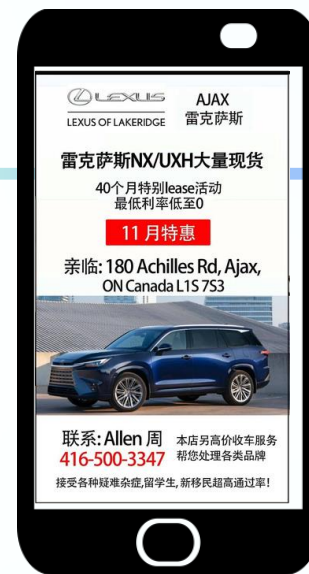 LEXUS
LEXUS OF LAKERIDGE
AJAX
雷克萨斯
雷克萨斯NX/UXH大量现货
40个月特别lease活动
最低利率低至0
11月特惠
亲临: 180 Achilles Rd, Ajax,
ON Canada L1S 7S3
联系: Allen 周
416-500-3347
本店另高价收车服务
帮您处理各类品牌
接受各种疑难杂症,留学生, 新移民超高通过率!